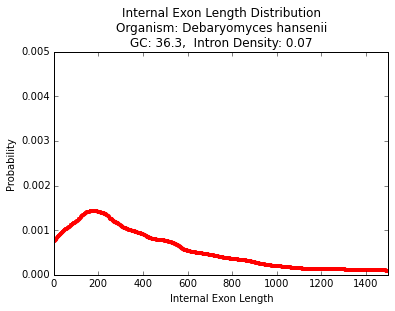 Internal Exon Length Distribution
Organism: Debaryomyces hansenii
GC: 36.3,  Intron Density: 0.07
0.005
0.004
0.003
0.002
0.001
0.000
Probability
0 200 400 600 800 1000 1200 1400
Internal Exon Length